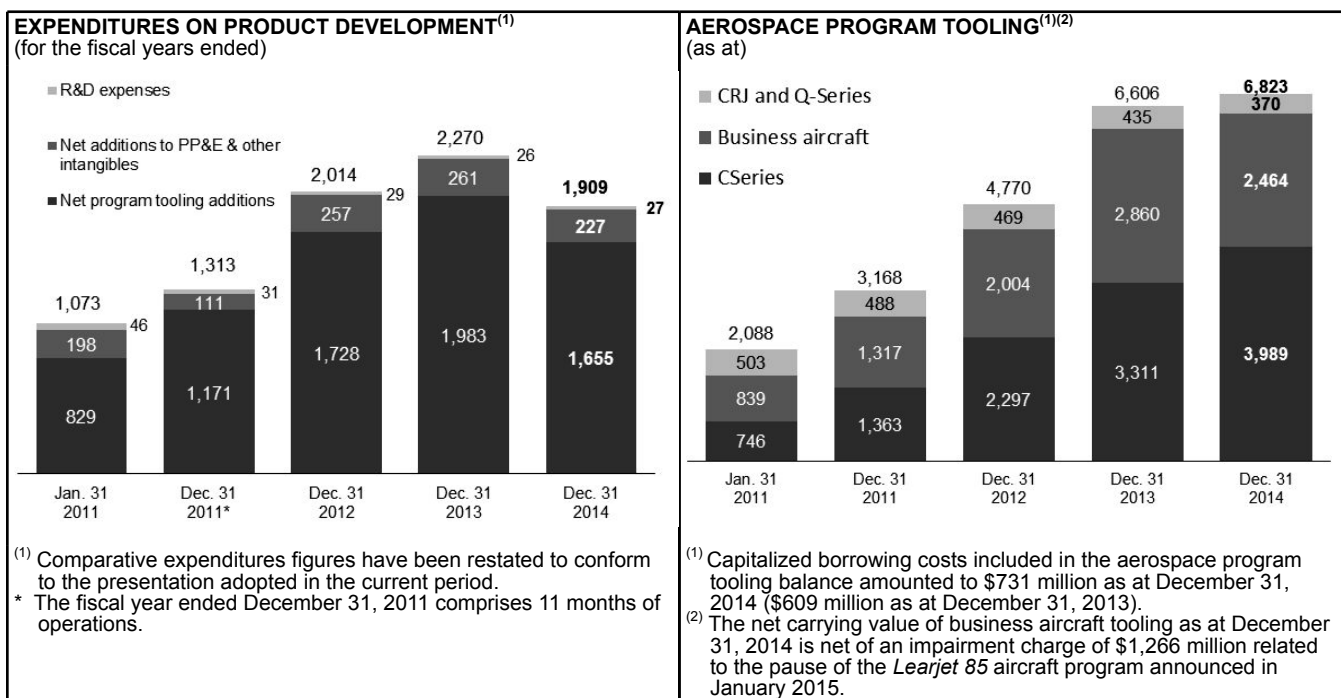 EXPENDITURES ON PRODUCT DEVELOPMENT(1)
(for the fiscal years ended)
R&D expenses
Net additions to PP&E & other
intangibles
Net program tooling additions
1,073
46
198
829
1,313
31
111
1,171
2,014
29
257
1,728
2,270
26
261
1,983
1,909
27
227
1,655
Jan. 31
2011
Dec. 31
2011*
Dec. 31
2012
Dec. 31
2013
Dec. 31
2014
(1) Comparative expenditures figures have been restated to conform
to the presentation adopted in the current period.
* The fiscal year ended December 31, 2011 comprises 11 months of
operations.
AEROSPACE PROGRAM TOOLING(1)(2)
(as at)
CRJ and Q-Series
Business aircraft
CSeries
2,088
503
839
746
3,168
488
1,317
1,363
4,770
469
2,004
2,297
6,606
435
2,860
3,311
6,823
370
2,464
3,989
Jan. 31
2011
Dec. 31
2011
Dec. 31
2012
Dec. 31
2013
Dec. 31
2014
(1) Capitalized borrowing costs included in the aerospace program
tooling balance amounted to $731 million as at December 31,
2014 ($609 million as at December 31, 2013).
(2) The net carrying value of business aircraft tooling as at December
31, 2014 is net of an impairment charge of $1,266 million related
to the pause of the Learjet 85 aircraft program announced in
January 2015.